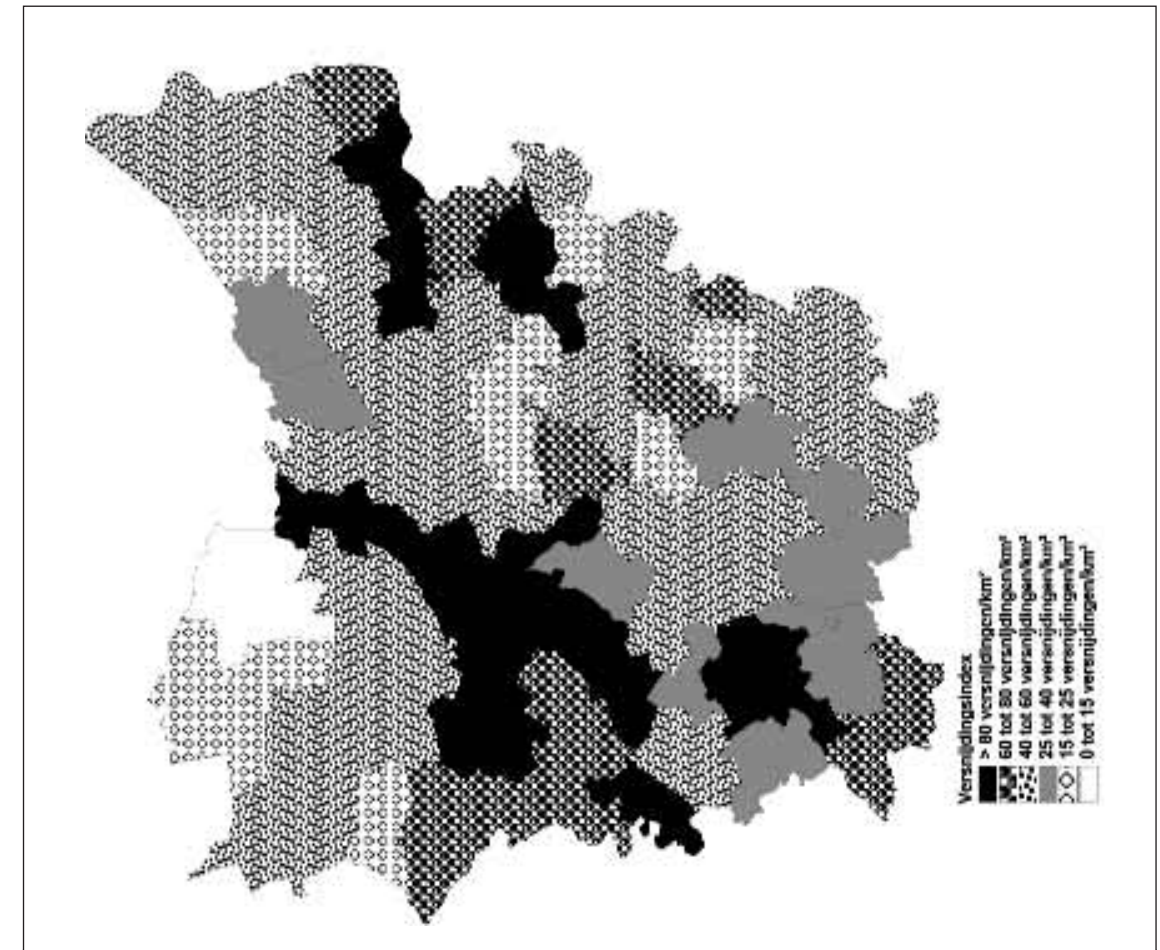 Versnijdingsindex
> 80 versnijdingen/km²
60 tot 80 versnijdingen/km²
40 tot 60 versnijdingen/km²
25 tot 40 versnijdingen/km²
15 tot 25 versnijdingen/km²
0 tot 15 versnijdingen/km²